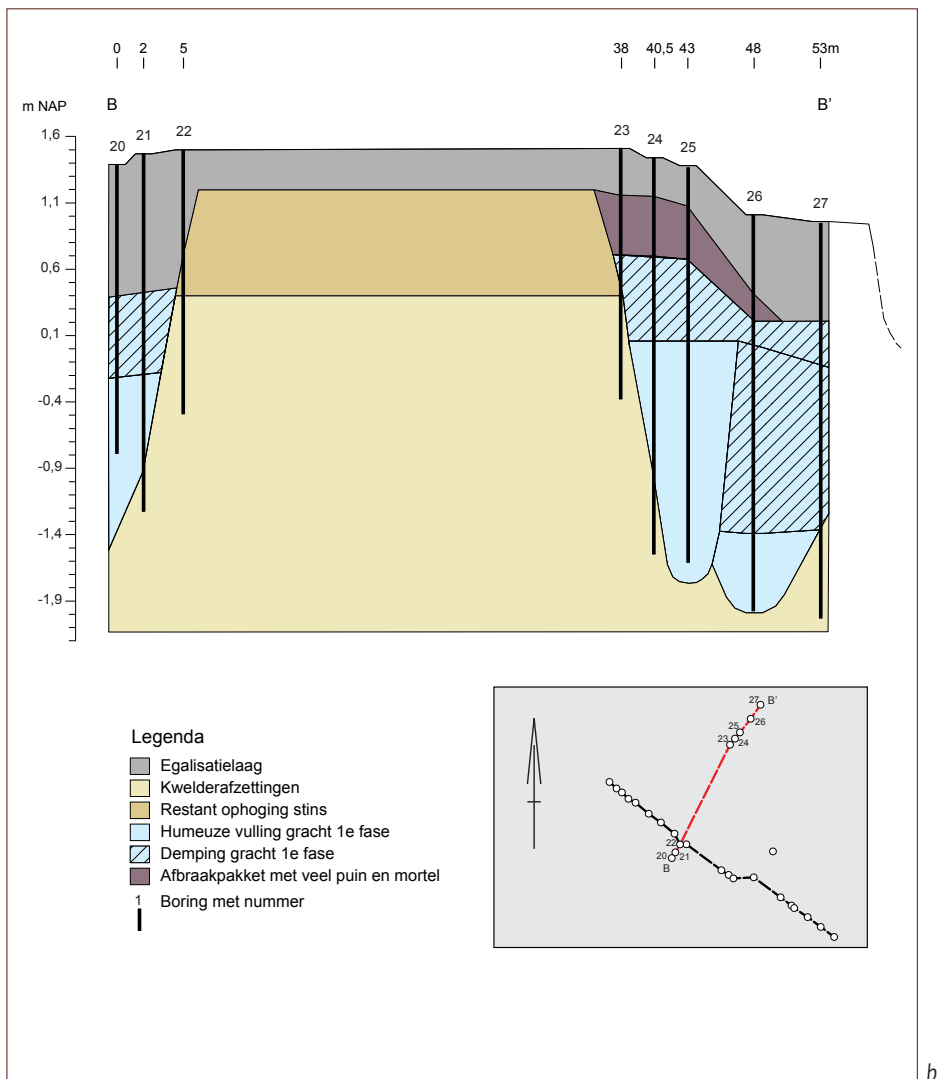 0 2 5 38 40,5 43 48 53m
m NAP B B'
1,6
1,1
0,6
0,1
-0,4
-0,9
-1,4
-1,9
20 21 22 23 24 25 26 27
Legenda
Egalisatielaag
Kwelderafzettingen
Restant ophoging stins
Humeuze vulling gracht 1e fase
Demping gracht 1e fase
Afbraakpakket met veel puin en mortel
1 Boring met nummer
27 B'
25 26
23 24
22
20 21
B
b